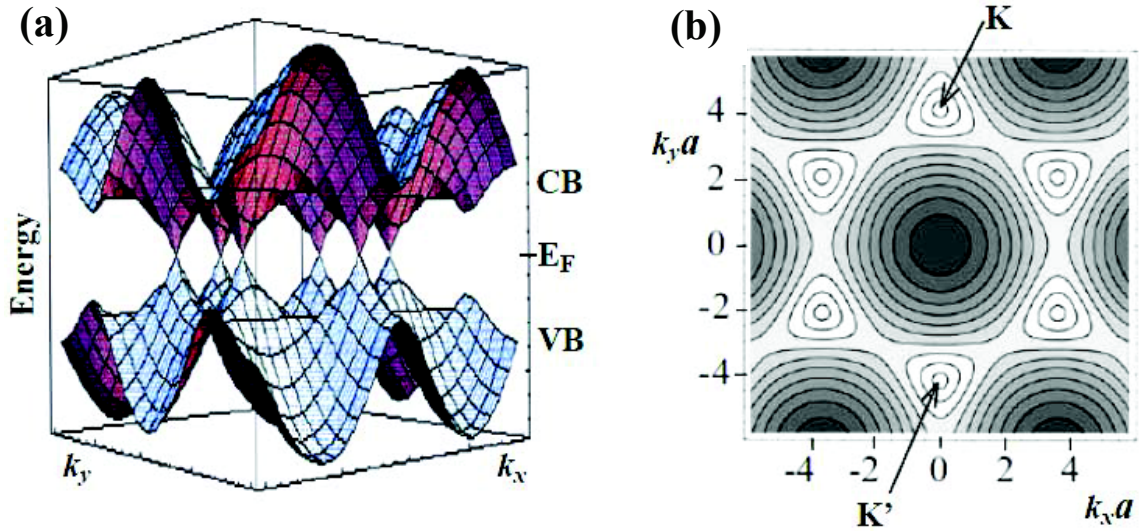 (a)
Energy
CB
E_F
VB
k_y
k_x
(b)
K
k_ya
4
2
0
-2
-4
-4
-2
0
2
4
K’
k_xa